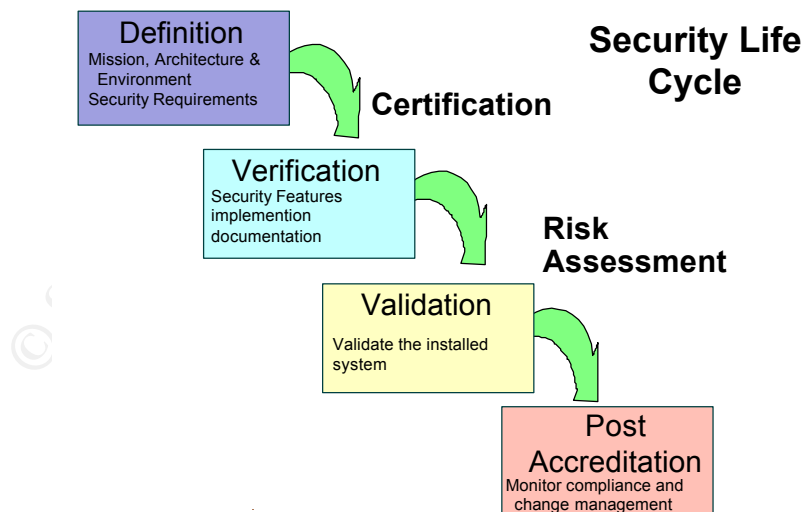 Definition
Mission, Architecture &
Environment
Security Requirements
Security Life
Cycle
Certification
Verification
Security Features
implemention
documentation
Risk
Assessment
Validation
Validate the installed
system
Post
Accreditation
Monitor compliance and
change management
©